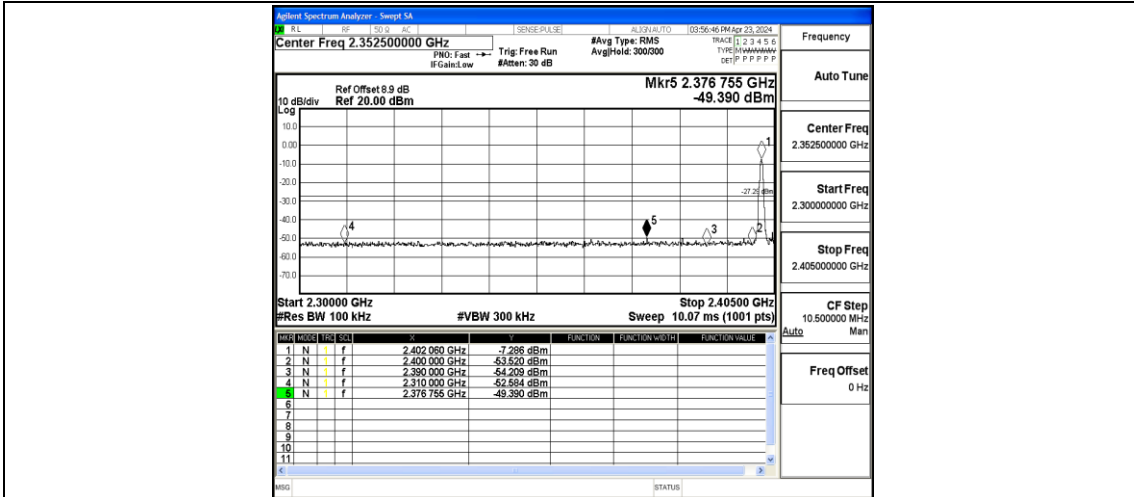 Agilent Spectrum Analyzer - Swept SA
RL RF 50 Ω AC SENSE:PULSE ALIGN AUTO 03:56:46 PM Apr 23, 2024
Center Freq 2.352500000 GHz
#Avg Type: RMS
TRACE 1 2 3 4 5 6
PNO: Fast Trig: Free Run Avg|Hold: 300/300
TYPE M
IFGain:Low #Atten: 30 dB
DET P P P P P P
Frequency
Auto Tune
Center Freq
2.352500000 GHz
Start Freq
2.300000000 GHz
Stop Freq
2.405000000 GHz
CF Step
10.500000 MHz
Auto Man
Freq Offset
0 Hz
Mkr5 2.376 755 GHz
-49.390 dBm
Ref Offset 8.9 dB
10 dB/div Ref 20.00 dBm
Log
10.0
0.00
-10.0
-20.0
-30.0
-40.0
-50.0
-60.0
-70.0
1
-27.29 dBm
4
5
3
2
Start 2.30000 GHz Stop 2.40500 GHz
#Res BW 100 kHz #VBW 300 kHz Sweep 10.07 ms (1001 pts)
MKR MODE TRC SCL X Y FUNCTION FUNCTION WIDTH FUNCTION VALUE
1 N 1 f 2.402 060 GHz -7.286 dBm
2 N 1 f 2.400 000 GHz -53.520 dBm
3 N 1 f 2.390 000 GHz -54.209 dBm
4 N 1 f 2.310 000 GHz -52.584 dBm
5 N 1 f 2.376 755 GHz -49.390 dBm
6
7
8
9
10
11
MSG STATUS